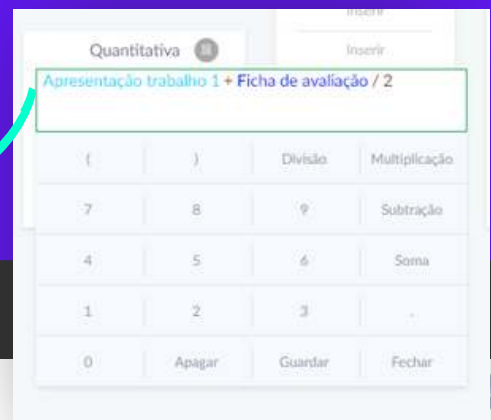 Inserir
Quantitativa
Inserir
Apresentação trabalho 1 + Ficha de avaliação / 2
( ) Divisão Multiplicação
7 8 9 Subtração
4 5 6 Soma
1 2 3 .
0 Apagar Guardar Fechar